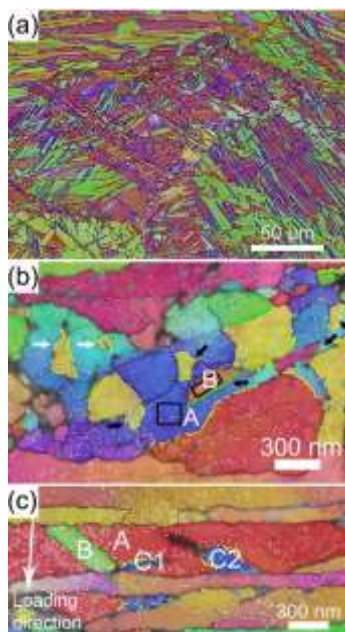 (a)
50 μm
(b)
B
A
300 nm
(c)
A
B
C1
C2
Loading
direction
300 nm